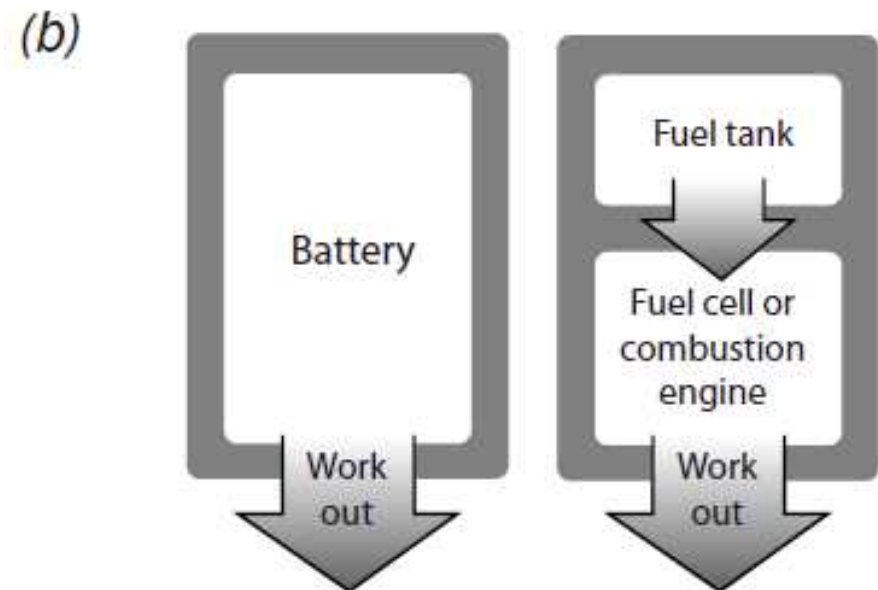 (b)
Battery
Work
out
Fuel tank
Fuel cell or
combustion
engine
Work
out